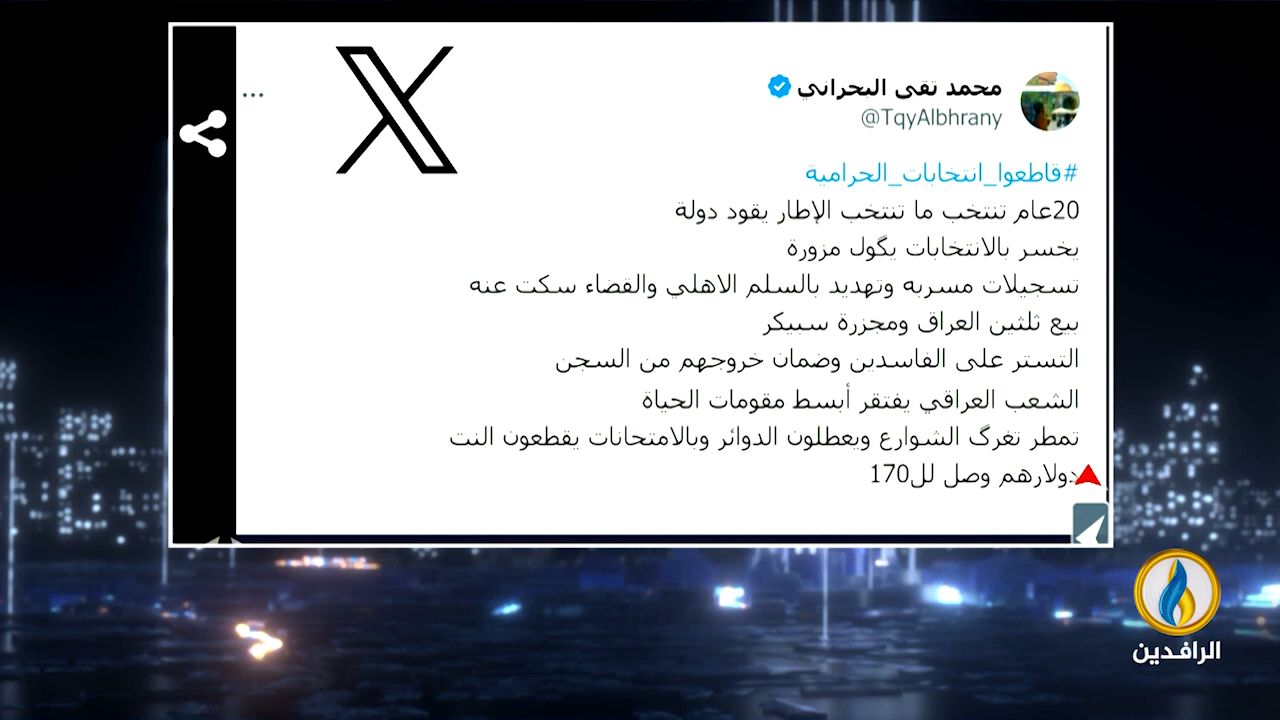 محمد تقي البحراني
@TqyAlbhrany
#قاطعوا_انتخابات_الحرامية
20عام تنتخب ما تنتخب الإطار يقود دولة
يخسر بالانتخابات يگول مزورة
تسجيلات مسربه وتهديد بالسلم الاهلي والقضاء سكت عنه
بيع ثلثين العراق ومجزرة سبيكر
التستر على الفاسدين وضمان خروجهم من السجن
الشعب العراقي يفتقر أبسط مقومات الحياة
تمطر تغرگ الشوارع ويعطلون الدوائر وبالامتحانات يقطعون النت
دولارهم وصل لل170
الرافدين